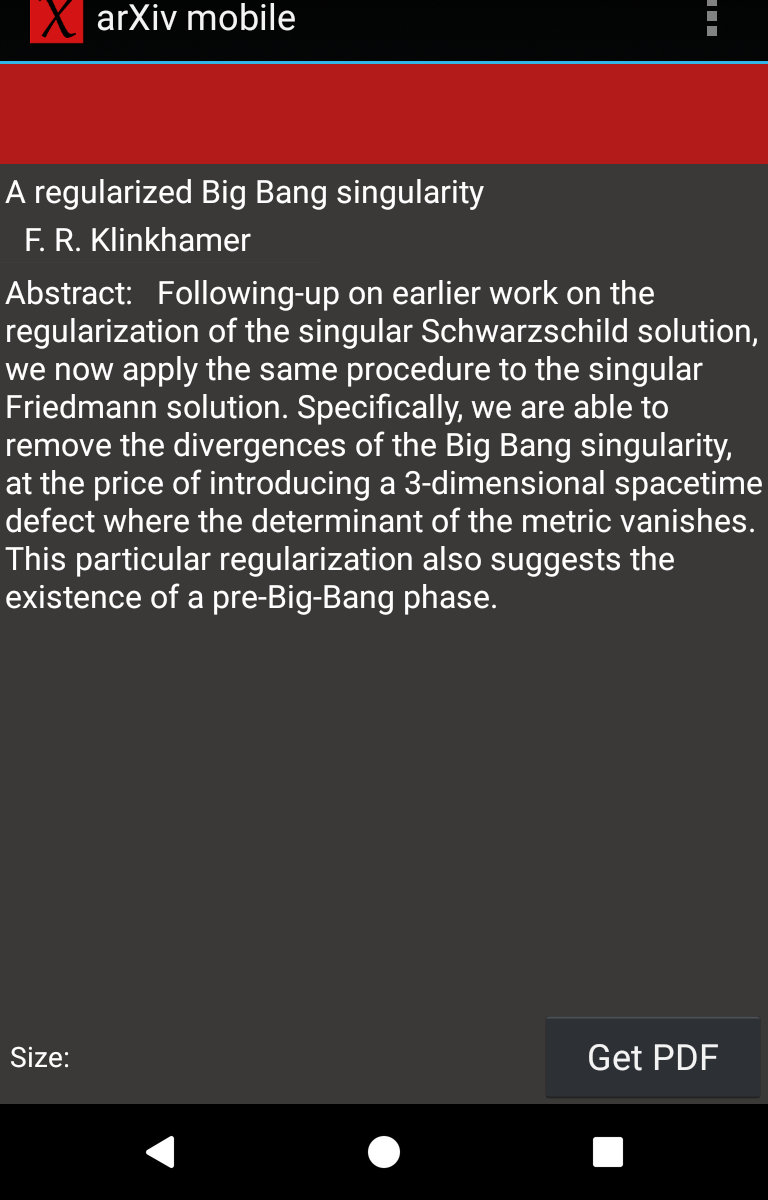 X arXiv mobile
A regularized Big Bang singularity
F. R. Klinkhamer
Abstract: Following-up on earlier work on the
regularization of the singular Schwarzschild solution,
we now apply the same procedure to the singular
Friedmann solution. Specifically, we are able to
remove the divergences of the Big Bang singularity,
at the price of introducing a 3-dimensional spacetime
defect where the determinant of the metric vanishes.
This particular regularization also suggests the
existence of a pre-Big-Bang phase.
Size:
Get PDF